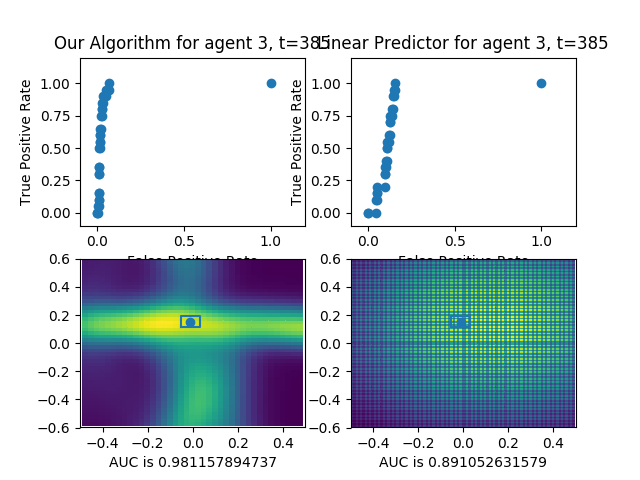 Our Algorithm for agent 3, t=385
Linear Predictor for agent 3, t=385
True Positive Rate
1.00
0.75
0.50
0.25
0.00
0.0 0.5 1.0
False Positive Rate
True Positive Rate
1.00
0.75
0.50
0.25
0.00
0.0 0.5 1.0
False Positive Rate
0.6
0.4
0.2
0.0
−0.2
−0.4
−0.6
−0.4 −0.2 0.0 0.2 0.4
AUC is 0.981157894737
0.6
0.4
0.2
0.0
−0.2
−0.4
−0.6
−0.4 −0.2 0.0 0.2 0.4
AUC is 0.891052631579